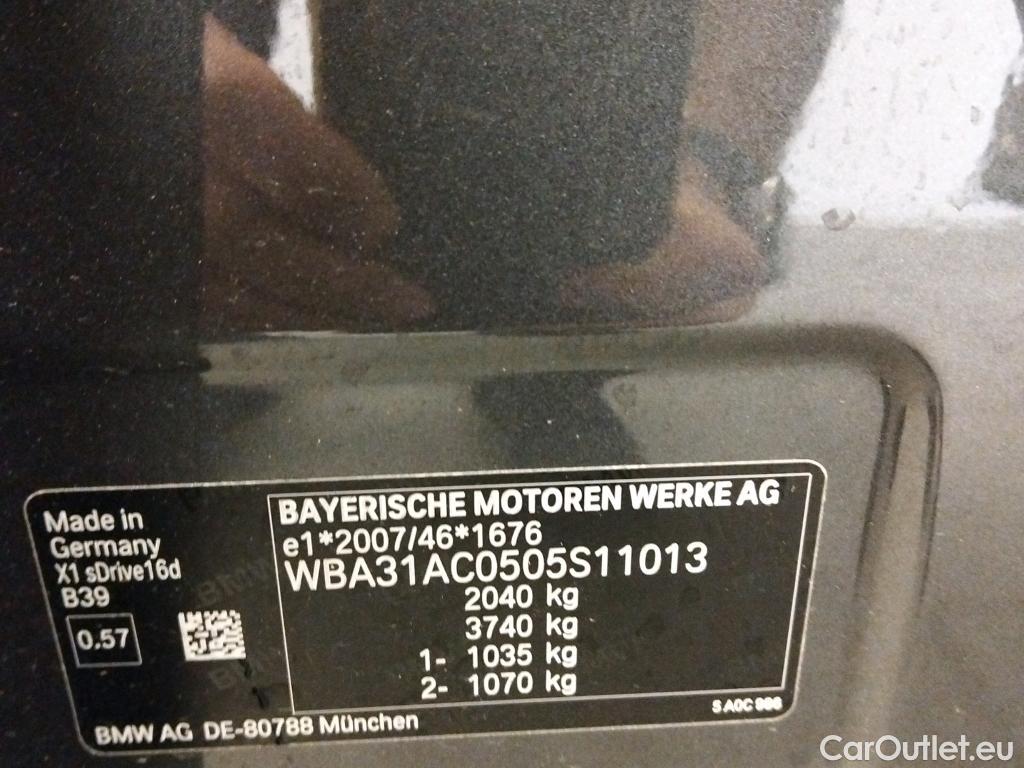 Made in
Germany
X1 sDrive16d
B39
0.57
BAYERISCHE MOTOREN WERKE AG
e1*2007/46*1676
WBA31AC0505S11013
2040 kg
3740 kg
1- 1035 kg
2- 1070 kg
BMW AG DE-80788 München
CarOutlet.eu